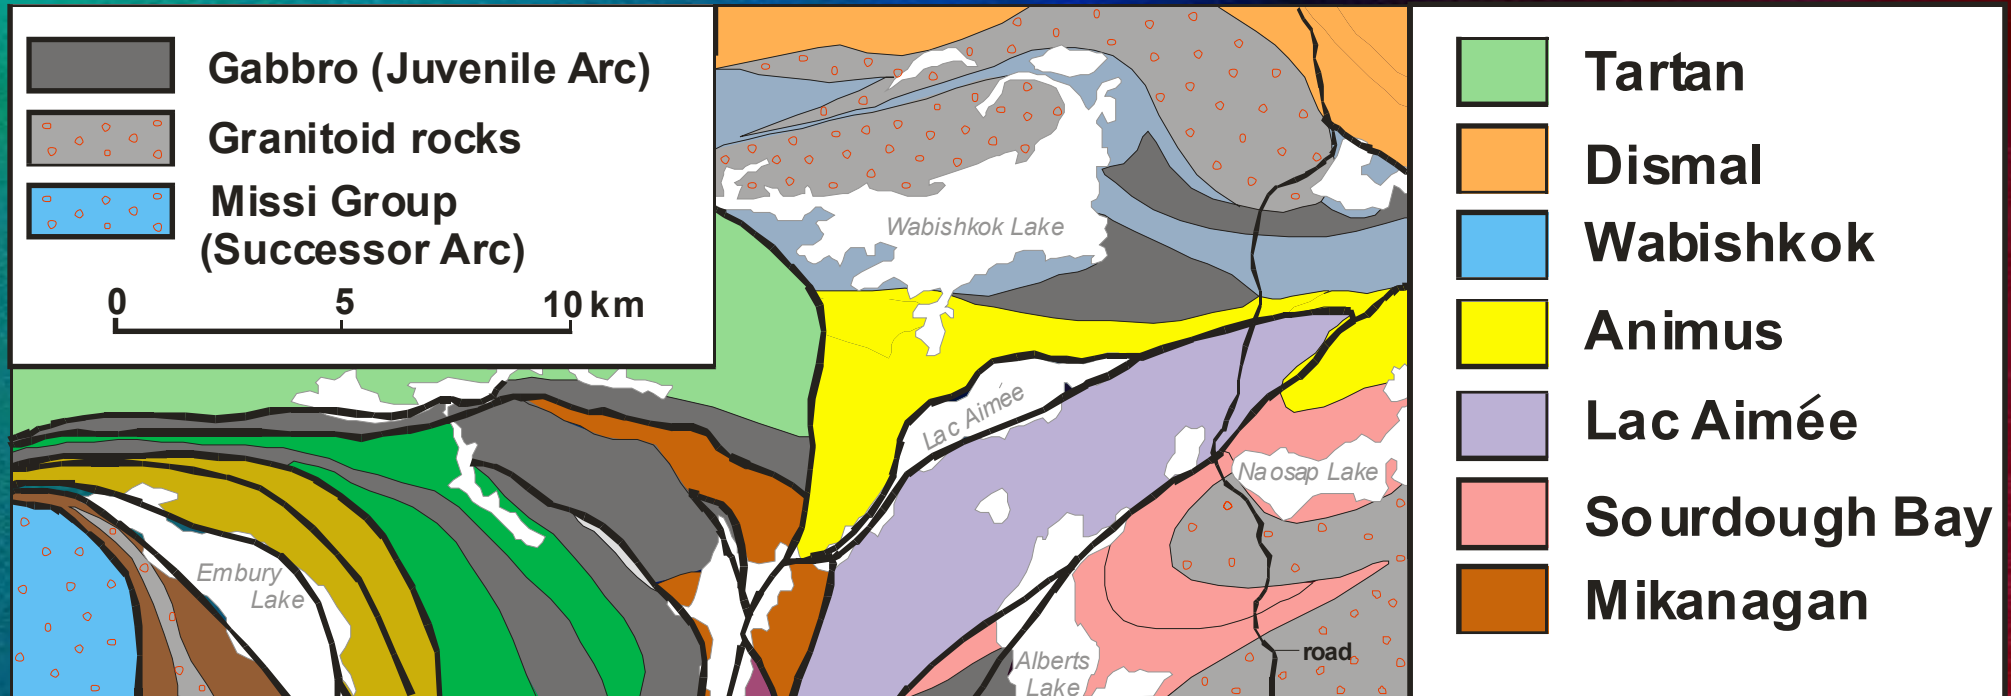 Gabbro (Juvenile Arc)
Granitoid rocks
Missi Group
(Successor Arc)
0 5 10 km
Wabishkok Lake
Lac Aimée
Naosap Lake
Embury
Lake
Alberts
Lake
road
Tartan
Dismal
Wabishkok
Animus
Lac Aimée
Sourdough Bay
Mikanagan